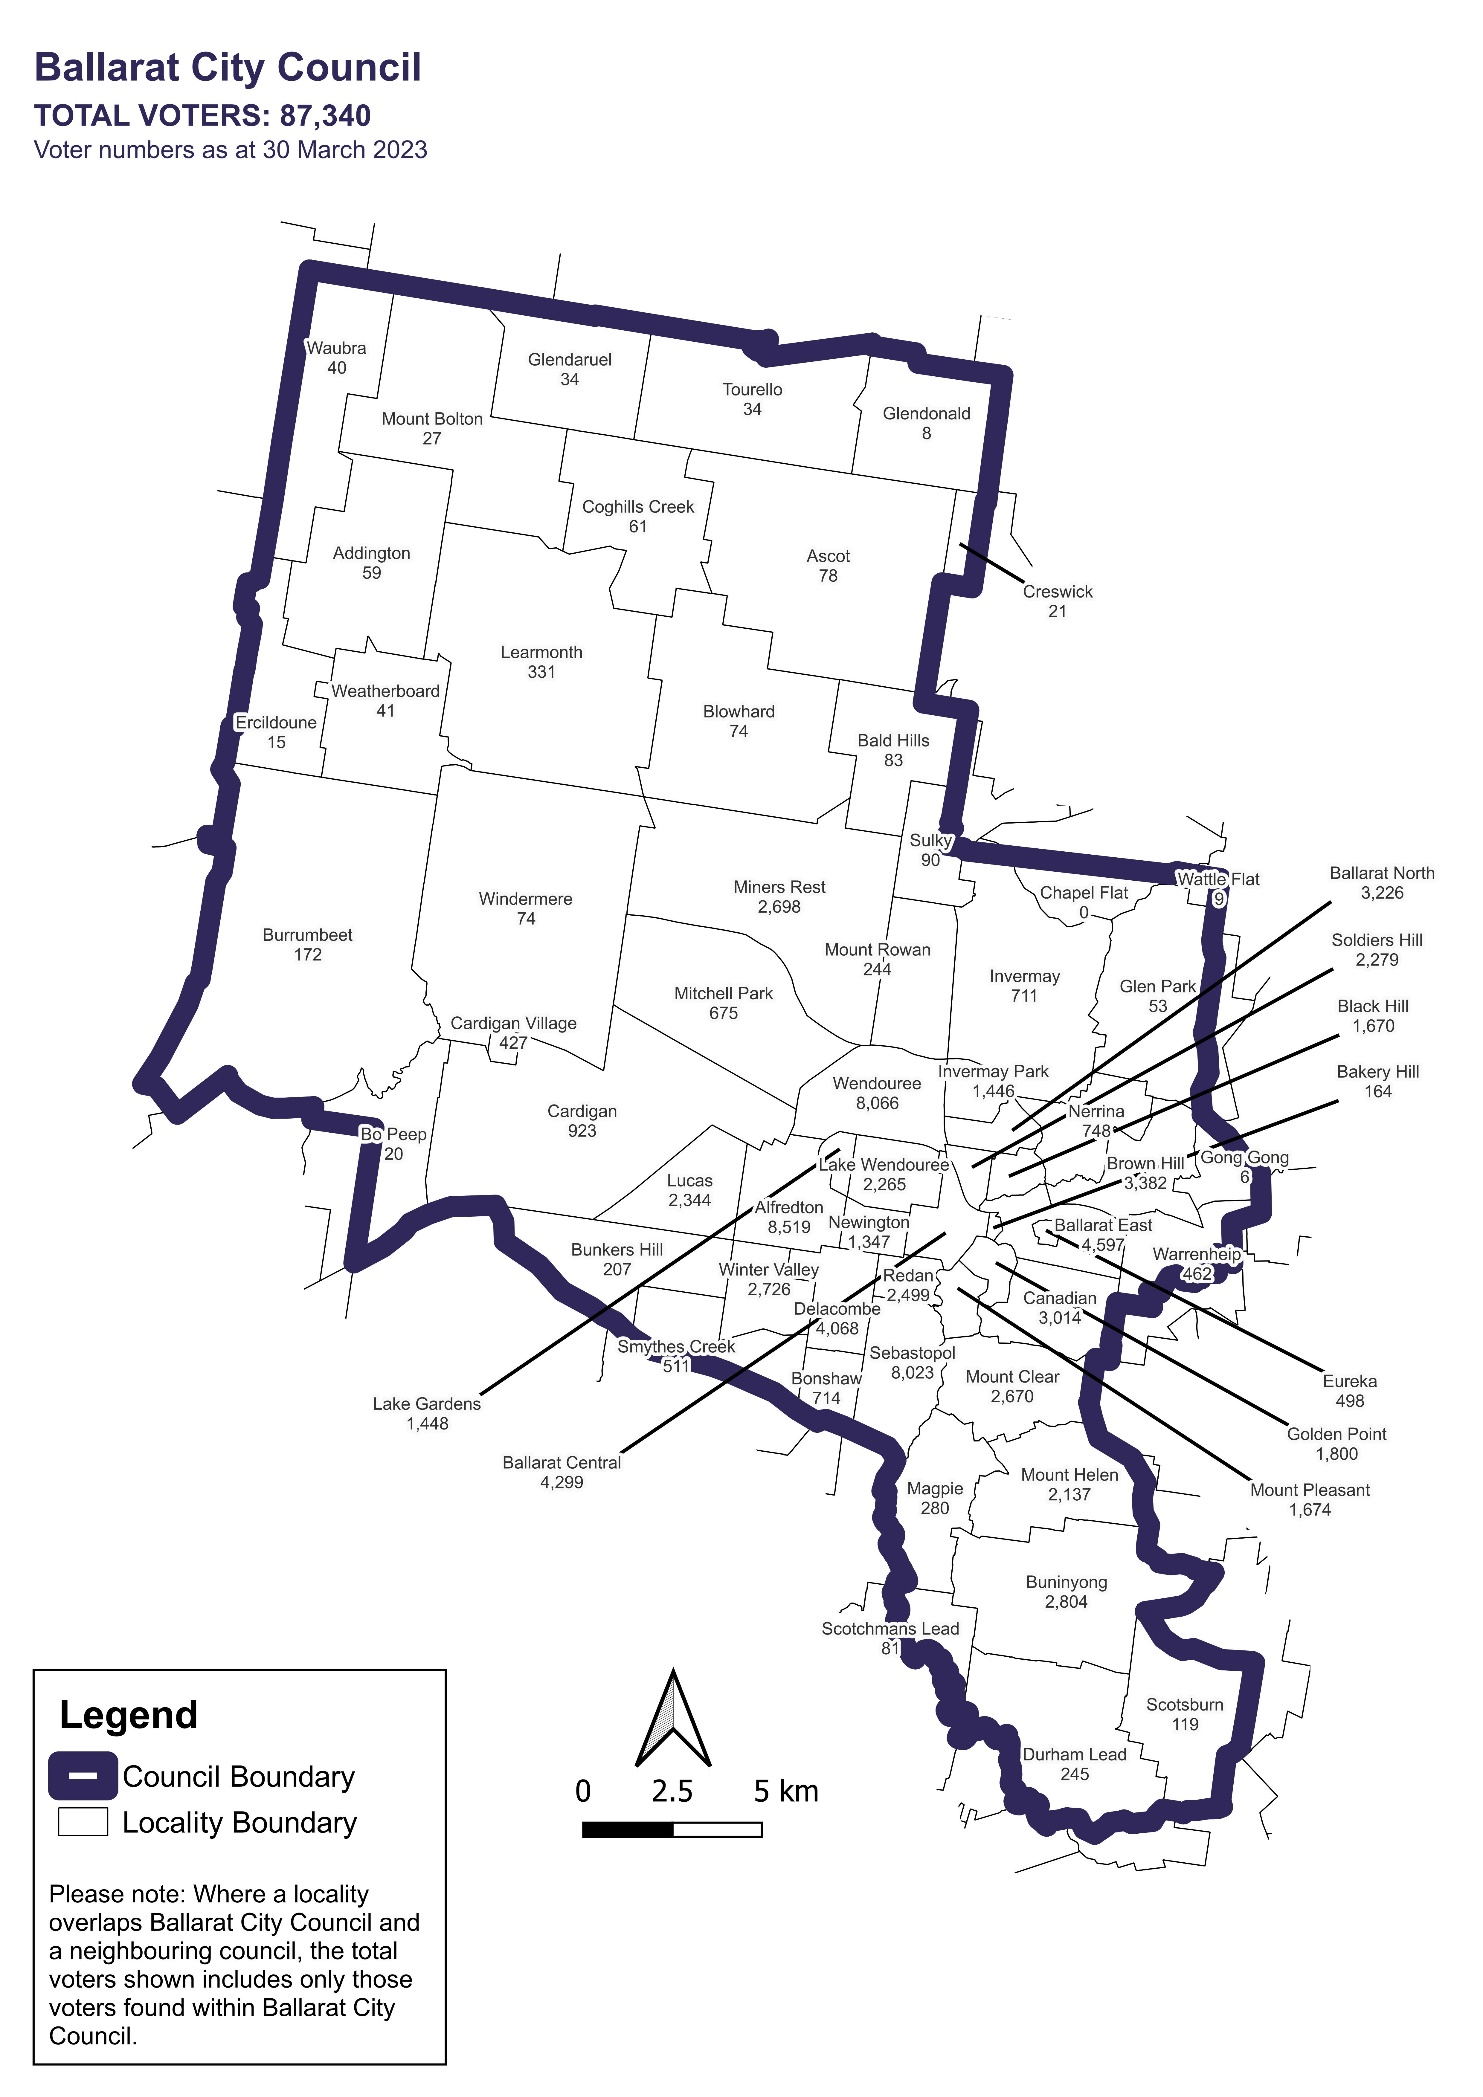 Ballarat City Council
TOTAL VOTERS: 87,340
Voter numbers as at 30 March 2023
Waubra
40
Glendaruel
34
Tourello
34
Mount Bolton
27
Glendonald
8
Coghills Creek
61
Addington
59
Ascot
78
Creswick
21
Learmonth
331
Weatherboard
41
Ercildoune
15
Blowhard
74
Bald Hills
83
Sulky
90
Wattle Flat
9
Ballarat North
3,226
Miners Rest
2,698
Chapel Flat
0
Windermere
74
Burrumbeet
172
Mount Rowan
244
Soldiers Hill
2,279
Invermay
711
Glen Park
53
Mitchell Park
675
Black Hill
1,670
Cardigan Village
427
Invermay Park
1,446
Bakery Hill
164
Wendouree
8,066
Cardigan
923
Nerrina
748
Bo Peep
20
Lake Wendouree
2,265
Brown Hill
3,382
Gong Gong
6
Lucas
2,344
Alfredton
8,519
Newington
1,347
Ballarat East
4,597
Bunkers Hill
207
Warrenheip
462
Winter Valley
2,726
Redan
2,499
Delacombe
4,068
Canadian
3,014
Smythes Creek
511
Sebastopol
8,023
Bonshaw
714
Mount Clear
2,670
Eureka
498
Lake Gardens
1,448
Golden Point
1,800
Ballarat Central
4,299
Mount Helen
2,137
Magpie
280
Mount Pleasant
1,674
Buninyong
2,804
Scotchmans Lead
81
Scotsburn
119
Durham Lead
245
Legend
Council Boundary
Locality Boundary
Please note: Where a locality
overlaps Ballarat City Council and
a neighbouring council, the total
voters shown includes only those
voters found within Ballarat City
Council.
0 2.5 5 km